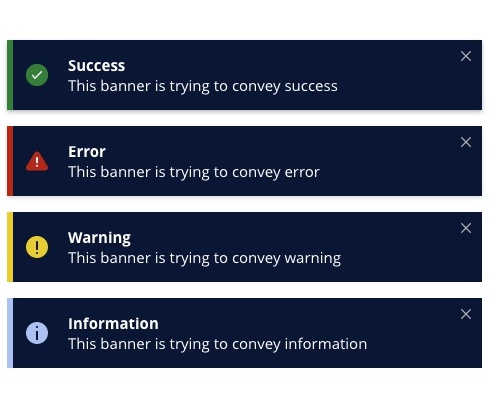 Success
This banner is trying to convey success
Error
This banner is trying to convey error
Warning
This banner is trying to convey warning
Information
This banner is trying to convey information